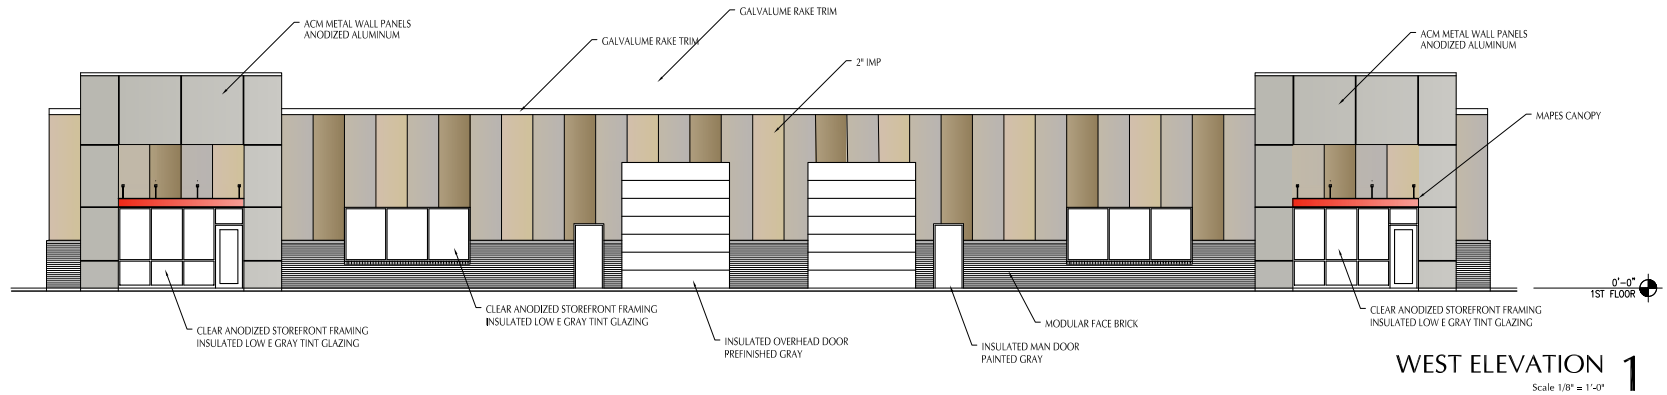 GALVALUME RAKE TRIM
ACM METAL WALL PANELS
ANODIZED ALUMINUM
GALVALUME RAKE TRIM
2" IMP
ACM METAL WALL PANELS
ANODIZED ALUMINUM
MAPES CANOPY
0'-0"
1ST FLOOR
CLEAR ANODIZED STOREFRONT FRAMING
INSULATED LOW E GRAY TINT GLAZING
CLEAR ANODIZED STOREFRONT FRAMING
INSULATED LOW E GRAY TINT GLAZING
INSULATED OVERHEAD DOOR
PREFINISHED GRAY
INSULATED MAN DOOR
PAINTED GRAY
MODULAR FACE BRICK
CLEAR ANODIZED STOREFRONT FRAMING
INSULATED LOW E GRAY TINT GLAZING
WEST ELEVATION 1
Scale 1/8" = 1'-0"